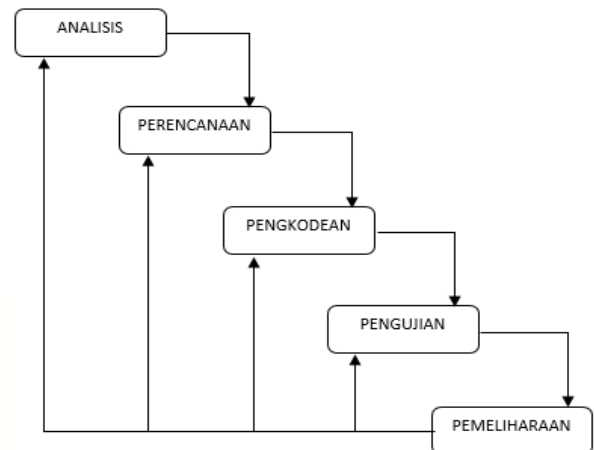 ANALISIS
PERENCANAAN
PENGKODEAN
PENGUJIAN
PEMELIHARAAN